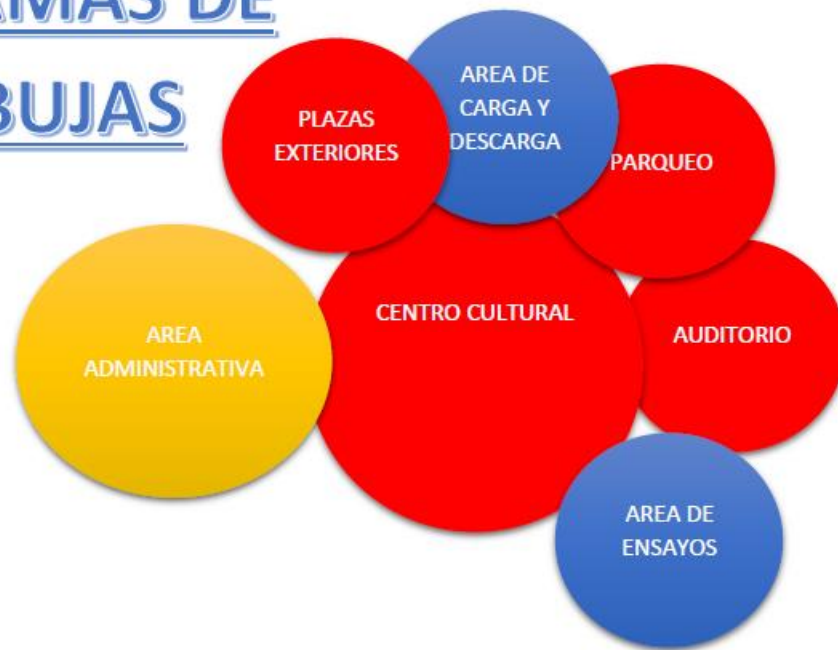 AMAS DE
BUJAS
AREA DE
CARGA Y
DESCARGA
PLAZAS
EXTERIORES
PARQUEO
CENTRO CULTURAL
AUDITORIO
AREA
ADMINISTRATIVA
AREA DE
ENSAYOS